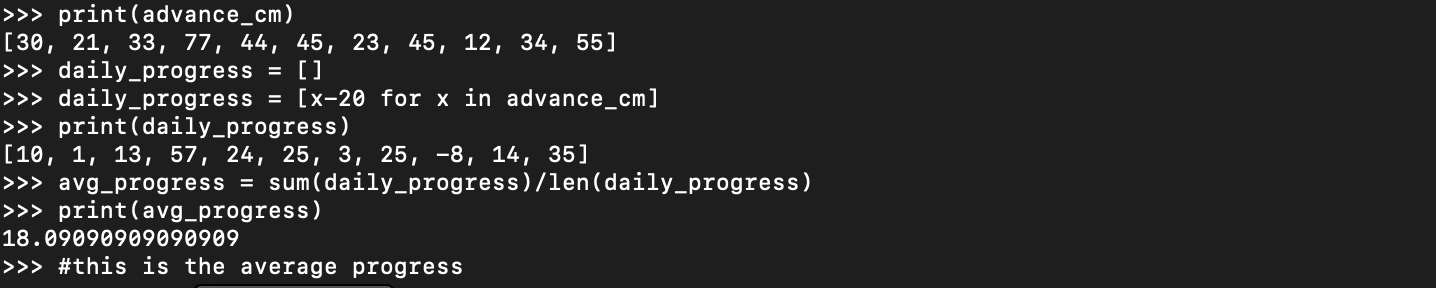 >>> print(advance_cm)
[30, 21, 33, 77, 44, 45, 23, 45, 12, 34, 55]
>>> daily_progress = []
>>> daily_progress = [x-20 for x in advance_cm]
>>> print(daily_progress)
[10, 1, 13, 57, 24, 25, 3, 25, -8, 14, 35]
>>> avg_progress = sum(daily_progress)/len(daily_progress)
>>> print(avg_progress)
18.09090909090909
>>> #this is the average progress